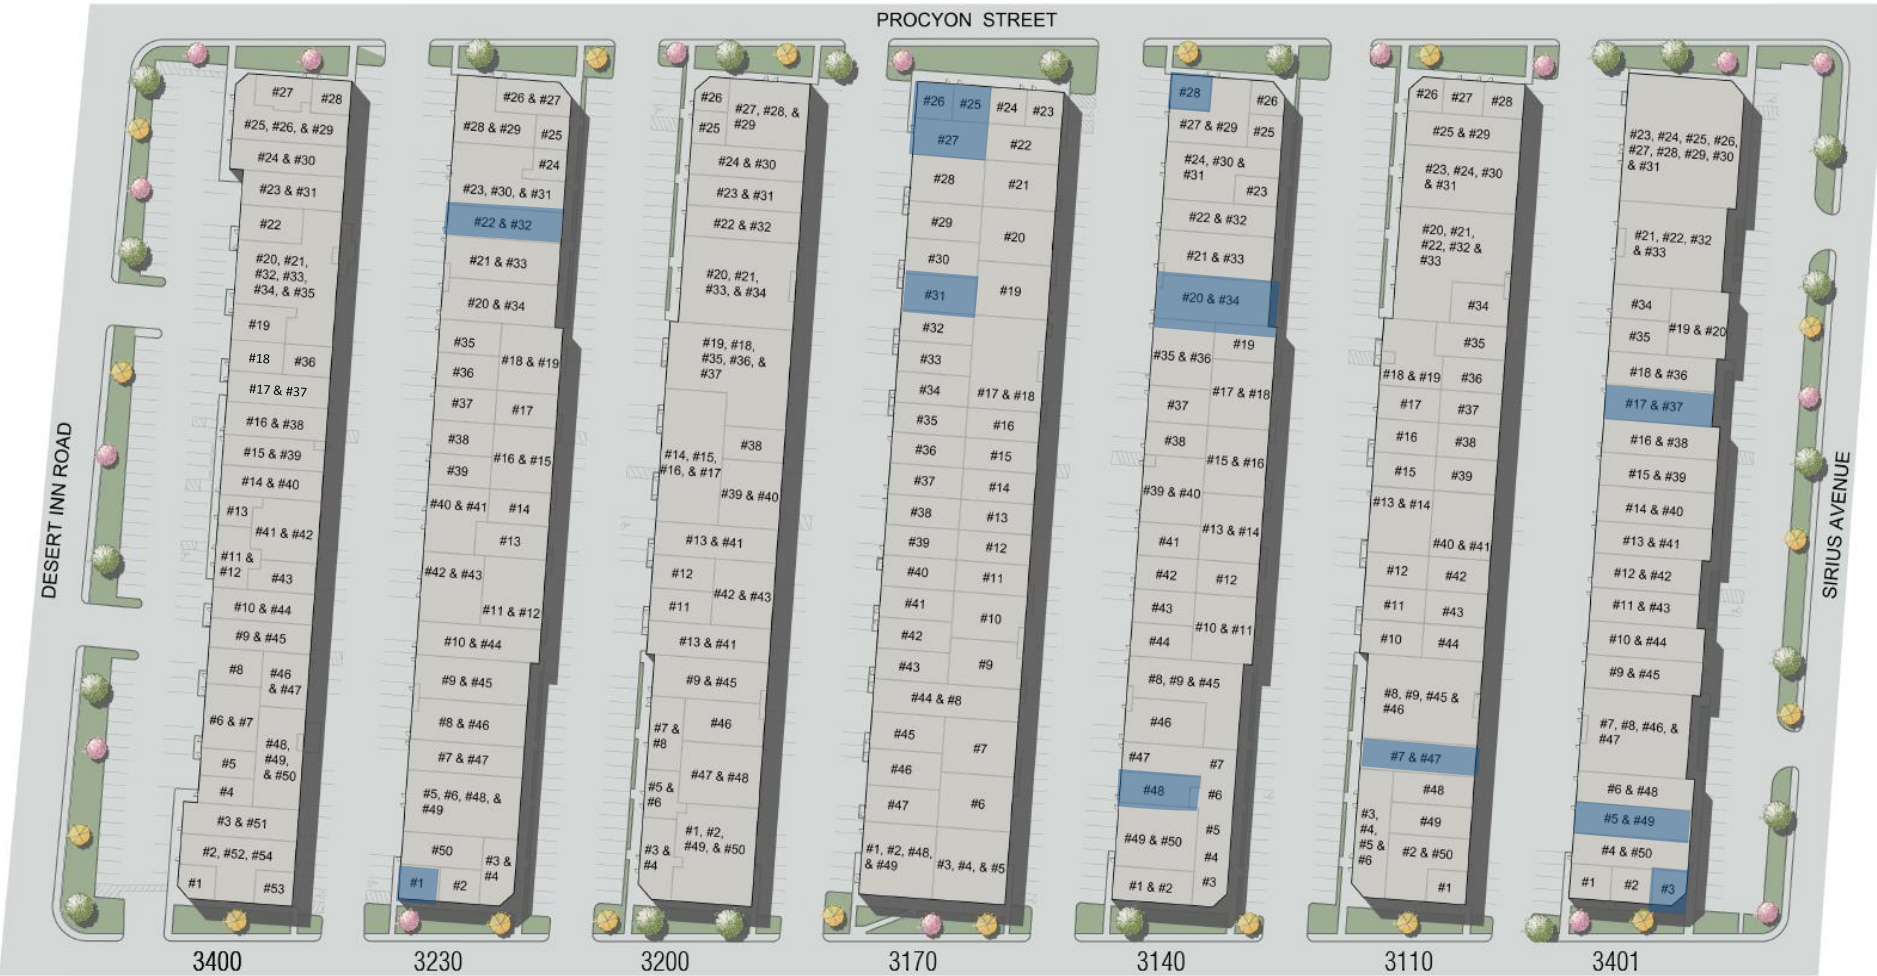 PROCYON STREET
DESERT INN ROAD
#27
#28
#25, #26, & #29
#24 & #30
#23 & #31
#22
#20, #21,
#32, #33,
#34, & #35
#19
#18
#36
#17 & #37
#16 & #38
#15 & #39
#14 & #40
#13
#41 & #42
#11 &
#12
#43
#10 & #44
#9 & #45
#8
#46
& #47
#6 & #7
#48,
#49,
& #50
#5
#4
#3 & #51
#2, #52, #54
#1
#53
3400
#26 & #27
#28 & #29
#25
#24
#23, #30, & #31
#22 & #32
#21 & #33
#20 & #34
#35
#18 & #19
#36
#37
#17
#38
#16 & #15
#39
#40 & #41
#14
#13
#42 & #43
#11 & #12
#10 & #44
#9 & #45
#8 & #46
#7 & #47
#5, #6, #48, &
#49
#50
#3 &
#4
#1
#2
3230
#26
#27, #28, &
#29
#25
#24 & #30
#23 & #31
#22 & #32
#20, #21,
#33, & #34
#19, #18,
#35, #36, &
#37
#38
#14, #15,
#16, & #17
#39 & #40
#13 & #41
#12
#42 & #43
#11
#13 & #41
#9 & #45
#7 &
#8
#46
#47 & #48
#5 &
#6
#1, #2,
#49, & #50
#3 &
#4
3200
#26
#25
#24
#23
#27
#22
#28
#21
#29
#20
#30
#31
#19
#32
#33
#34
#17 & #18
#35
#16
#36
#15
#37
#14
#38
#13
#39
#12
#40
#11
#41
#10
#42
#43
#9
#44 & #8
#45
#7
#46
#47
#6
#1, #2, #48,
& #49
#3, #4, & #5
3170
#28
#26
#27 & #29
#25
#24, #30 &
#31
#23
#22 & #32
#21 & #33
#20 & #34
#19
#35 & #36
#17 & #18
#37
#38
#15 & #16
#39 & #40
#13 & #14
#41
#42
#12
#43
#10 & #11
#44
#8, #9 & #45
#46
#47
#7
#48
#6
#5
#49 & #50
#4
#1 & #2
#3
3140
#26
#27
#28
#25 & #29
#23, #24, #30
& #31
#20, #21,
#22, #32 &
#33
#34
#35
#18 & #19
#36
#17
#37
#16
#38
#15
#39
#13 & #14
#40 & #41
#12
#42
#11
#43
#10
#44
#8, #9, #45 &
#46
#7 & #47
#48
#3,
#4,
#5 &
#6
#49
#2 & #50
#1
3110
#23, #24, #25, #26,
#27, #28, #29, #30
& #31
#21, #22, #32
& #33
#34
#19 & #20
#35
#18 & #36
#17 & #37
#16 & #38
#15 & #39
#14 & #40
#13 & #41
#12 & #42
#11 & #43
#10 & #44
#9 & #45
#7, #8, #46, &
#47
#6 & #48
#5 & #49
#4 & #50
#1
#2
#3
3401
SIRIUS AVENUE